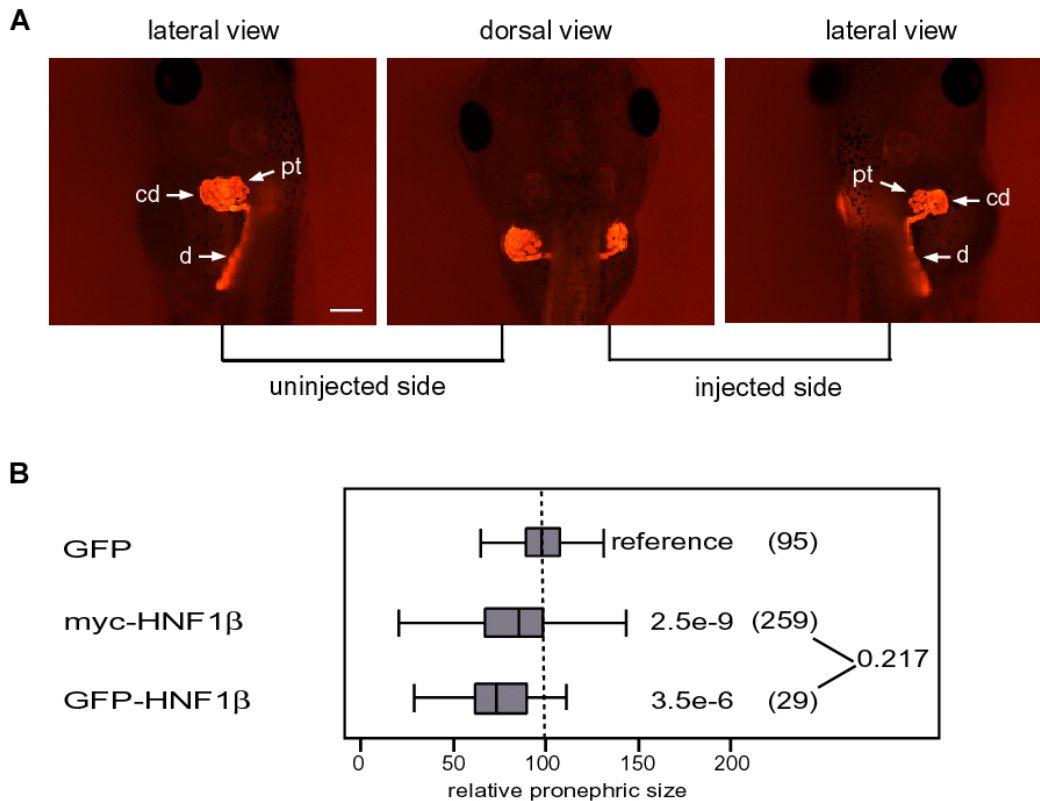 A
lateral view dorsal view lateral view
pt
cd
d
pt
cd
d
uninjected side injected side
B
GFP reference (95)
myc-HNF1β 2.5e-9 (259)
0.217
GFP-HNF1β 3.5e-6 (29)
0 50 100 150 200
relative pronephric size